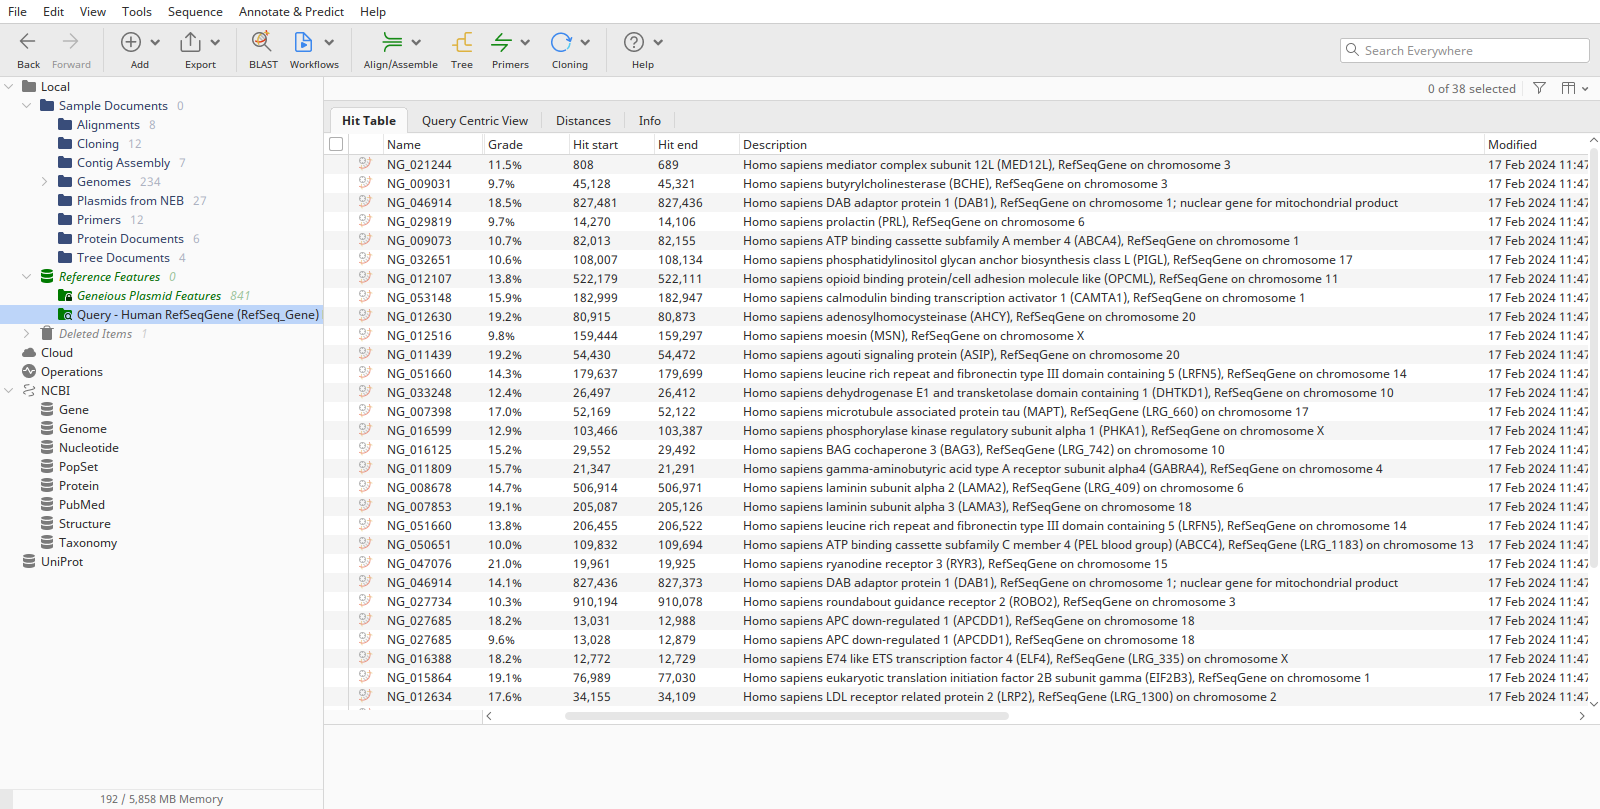 File Edit View Tools Sequence Annotate & Predict Help
Back Forward Add Export BLAST Workflows Align/Assemble Tree Primers Cloning Help
Search Everywhere
Local
Sample Documents 0
Alignments 8
Cloning 12
Contig Assembly 7
Genomes 234
Plasmids from NEB 27
Primers 12
Protein Documents 6
Tree Documents 4
Reference Features 0
Geneious Plasmid Features 841
Query - Human RefSeqGene (RefSeq_Gene)
Deleted Items 1
Cloud
Operations
NCBI
Gene
Genome
Nucleotide
PopSet
Protein
PubMed
Structure
Taxonomy
UniProt
192 / 5,858 MB Memory
0 of 38 selected
Hit Table Query Centric View Distances Info
Name Grade Hit start Hit end Description Modified
NG_021244 11.5% 808 689 Homo sapiens mediator complex subunit 12L (MED12L), RefSeqGene on chromosome 3 17 Feb 2024 11:47
NG_009031 9.7% 45,128 45,321 Homo sapiens butyrylcholinesterase (BCHE), RefSeqGene on chromosome 3 17 Feb 2024 11:47
NG_046914 18.5% 827,481 827,436 Homo sapiens DAB adaptor protein 1 (DAB1), RefSeqGene on chromosome 1; nuclear gene for mitochondrial product 17 Feb 2024 11:47
NG_029819 9.7% 14,270 14,106 Homo sapiens prolactin (PRL), RefSeqGene on chromosome 6 17 Feb 2024 11:47
NG_009073 10.7% 82,013 82,155 Homo sapiens ATP binding cassette subfamily A member 4 (ABCA4), RefSeqGene on chromosome 1 17 Feb 2024 11:47
NG_032651 10.6% 108,007 108,134 Homo sapiens phosphatidylinositol glycan anchor biosynthesis class L (PIGL), RefSeqGene on chromosome 17 17 Feb 2024 11:47
NG_012107 13.8% 522,179 522,111 Homo sapiens opioid binding protein/cell adhesion molecule like (OPCML), RefSeqGene on chromosome 11 17 Feb 2024 11:47
NG_053148 15.9% 182,999 182,947 Homo sapiens calmodulin binding transcription activator 1 (CAMTA1), RefSeqGene on chromosome 1 17 Feb 2024 11:47
NG_012630 19.2% 80,915 80,873 Homo sapiens adenosylhomocysteinase (AHCY), RefSeqGene on chromosome 20 17 Feb 2024 11:47
NG_012516 9.8% 159,444 159,297 Homo sapiens moesin (MSN), RefSeqGene on chromosome X 17 Feb 2024 11:47
NG_011439 19.2% 54,430 54,472 Homo sapiens agouti signaling protein (ASIP), RefSeqGene on chromosome 20 17 Feb 2024 11:47
NG_051660 14.3% 179,637 179,699 Homo sapiens leucine rich repeat and fibronectin type III domain containing 5 (LRFN5), RefSeqGene on chromosome 14 17 Feb 2024 11:47
NG_033248 12.4% 26,497 26,412 Homo sapiens dehydrogenase E1 and transketolase domain containing 1 (DHTKD1), RefSeqGene on chromosome 10 17 Feb 2024 11:47
NG_007398 17.0% 52,169 52,122 Homo sapiens microtubule associated protein tau (MAPT), RefSeqGene (LRG_660) on chromosome 17 17 Feb 2024 11:47
NG_016599 12.9% 103,466 103,387 Homo sapiens phosphorylase kinase regulatory subunit alpha 1 (PHKA1), RefSeqGene on chromosome X 17 Feb 2024 11:47
NG_016125 15.2% 29,552 29,492 Homo sapiens BAG cochaperone 3 (BAG3), RefSeqGene (LRG_742) on chromosome 10 17 Feb 2024 11:47
NG_011809 15.7% 21,347 21,291 Homo sapiens gamma-aminobutyric acid type A receptor subunit alpha4 (GABRA4), RefSeqGene on chromosome 4 17 Feb 2024 11:47
NG_008678 14.7% 506,914 506,971 Homo sapiens laminin subunit alpha 2 (LAMA2), RefSeqGene (LRG_409) on chromosome 6 17 Feb 2024 11:47
NG_007853 19.1% 205,087 205,126 Homo sapiens laminin subunit alpha 3 (LAMA3), RefSeqGene on chromosome 18 17 Feb 2024 11:47
NG_051660 13.8% 206,455 206,522 Homo sapiens leucine rich repeat and fibronectin type III domain containing 5 (LRFN5), RefSeqGene on chromosome 14 17 Feb 2024 11:47
NG_050651 10.0% 109,832 109,694 Homo sapiens ATP binding cassette subfamily C member 4 (PEL blood group) (ABCC4), RefSeqGene (LRG_1183) on chromosome 13 17 Feb 2024 11:47
NG_047076 21.0% 19,961 19,925 Homo sapiens ryanodine receptor 3 (RYR3), RefSeqGene on chromosome 15 17 Feb 2024 11:47
NG_046914 14.1% 827,436 827,373 Homo sapiens DAB adaptor protein 1 (DAB1), RefSeqGene on chromosome 1; nuclear gene for mitochondrial product 17 Feb 2024 11:47
NG_027734 10.3% 910,194 910,078 Homo sapiens roundabout guidance receptor 2 (ROBO2), RefSeqGene on chromosome 3 17 Feb 2024 11:47
NG_027685 18.2% 13,031 12,988 Homo sapiens APC down-regulated 1 (APCDD1), RefSeqGene on chromosome 18 17 Feb 2024 11:47
NG_027685 9.6% 13,028 12,879 Homo sapiens APC down-regulated 1 (APCDD1), RefSeqGene on chromosome 18 17 Feb 2024 11:47
NG_016388 18.2% 12,772 12,729 Homo sapiens E74 like ETS transcription factor 4 (ELF4), RefSeqGene (LRG_335) on chromosome X 17 Feb 2024 11:47
NG_015864 19.1% 76,989 77,030 Homo sapiens eukaryotic translation initiation factor 2B subunit gamma (EIF2B3), RefSeqGene on chromosome 1 17 Feb 2024 11:47
NG_012634 17.6% 34,155 34,109 Homo sapiens LDL receptor related protein 2 (LRP2), RefSeqGene (LRG_1300) on chromosome 2 17 Feb 2024 11:47